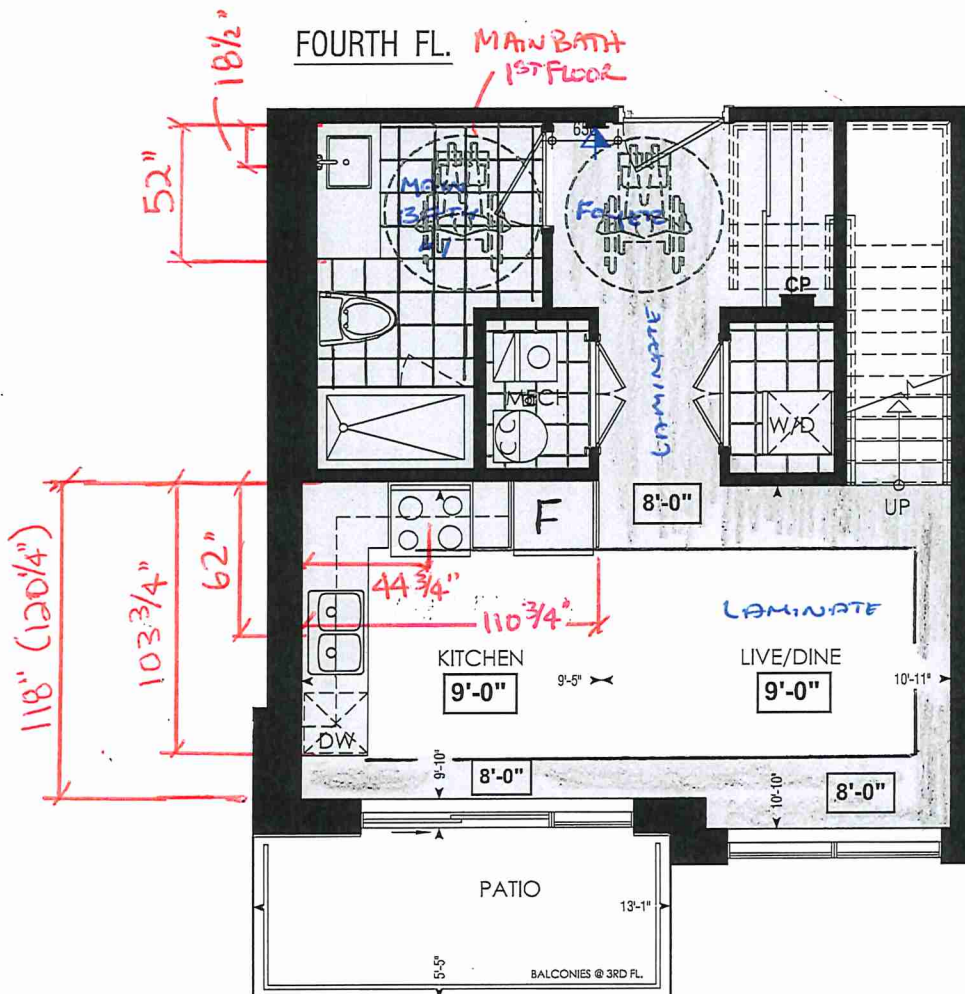 FOURTH FL.
MAIN BATH
1ST FLOOR
18½"
52"
MAIN
BATH
FOYER
CP
MECH
LAMINATE
W/D
8'-0"
UP
F
118" (120¼")
103¾"
62"
44¾"
110¾"
LAMINATE
KITCHEN
9'-0"
9'-5"
LIVE/DINE
9'-0"
10'-11"
DW
9'-10"
8'-0"
10'-10"
8'-0"
PATIO
13'-1"
5'-5"
BALCONIES @ 3RD FL.